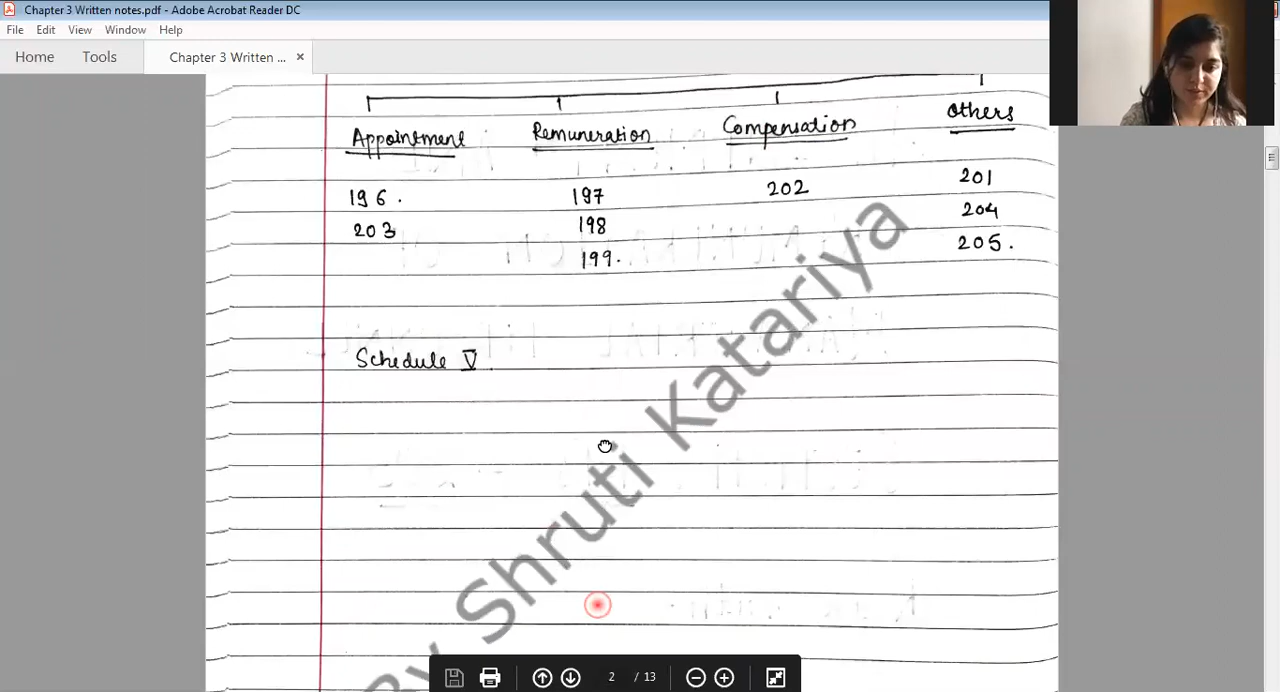 Chapter 3 Written notes.pdf - Adobe Acrobat Reader DC
File Edit View Window Help
Home Tools Chapter 3 Written ... ×
Appointment Remuneration Compensation Others
196. 197 202 201
203 198 204
199. 205.
Schedule V.
By Shruti Katariya
2 / 13